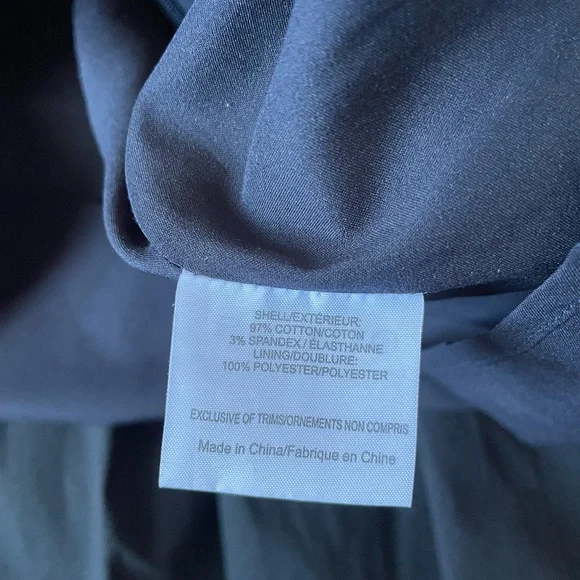 SHELL/EXTÉRIEUR:
97% COTTON/COTON
3% SPANDEX / ÉLASTHANNE
LINING/DOUBLURE:
100% POLYESTER/POLYESTER
EXCLUSIVE OF TRIMS/ORNEMENTS NON COMPRIS
Made in China/Fabrique en Chine